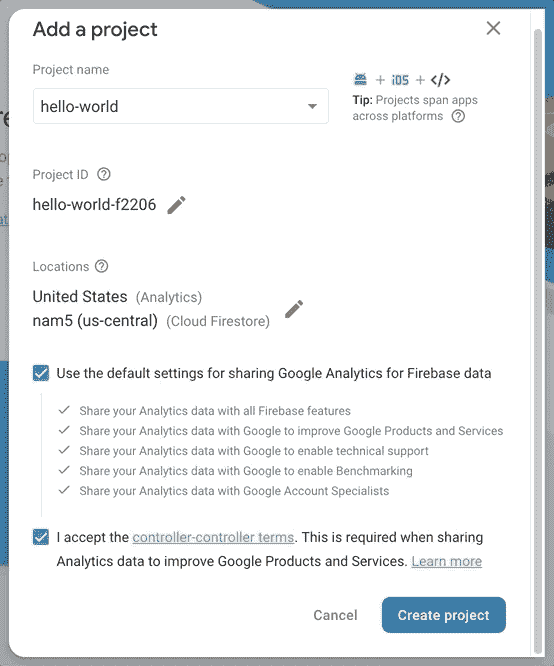 Add a project
Project name
hello-world
+ iOS + </>
Tip: Projects span apps
across platforms
Project ID
hello-world-f2206
Locations
United States (Analytics)
nam5 (us-central) (Cloud Firestore)
Use the default settings for sharing Google Analytics for Firebase data
Share your Analytics data with all Firebase features
Share your Analytics data with Google to improve Google Products and Services
Share your Analytics data with Google to enable technical support
Share your Analytics data with Google to enable Benchmarking
Share your Analytics data with Google Account Specialists
I accept the controller-controller terms. This is required when sharing
Analytics data to improve Google Products and Services. Learn more
Cancel
Create project